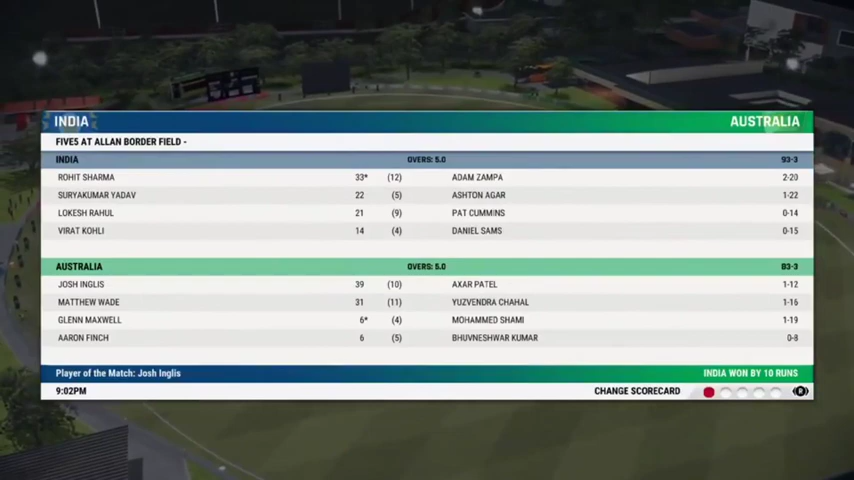 INDIA AUSTRALIA
FIVE5 AT ALLAN BORDER FIELD -
INDIA OVERS: 5.0 93-3
ROHIT SHARMA 33* (12) ADAM ZAMPA 2-20
SURYAKUMAR YADAV 22 (5) ASHTON AGAR 1-22
LOKESH RAHUL 21 (9) PAT CUMMINS 0-14
VIRAT KOHLI 14 (4) DANIEL SAMS 0-15
AUSTRALIA OVERS: 5.0 83-3
JOSH INGLIS 39 (10) AXAR PATEL 1-12
MATTHEW WADE 31 (11) YUZVENDRA CHAHAL 1-16
GLENN MAXWELL 6* (4) MOHAMMED SHAMI 1-19
AARON FINCH 6 (5) BHUVNESHWAR KUMAR 0-8
Player of the Match: Josh Inglis INDIA WON BY 10 RUNS
9:02PM CHANGE SCORECARD R